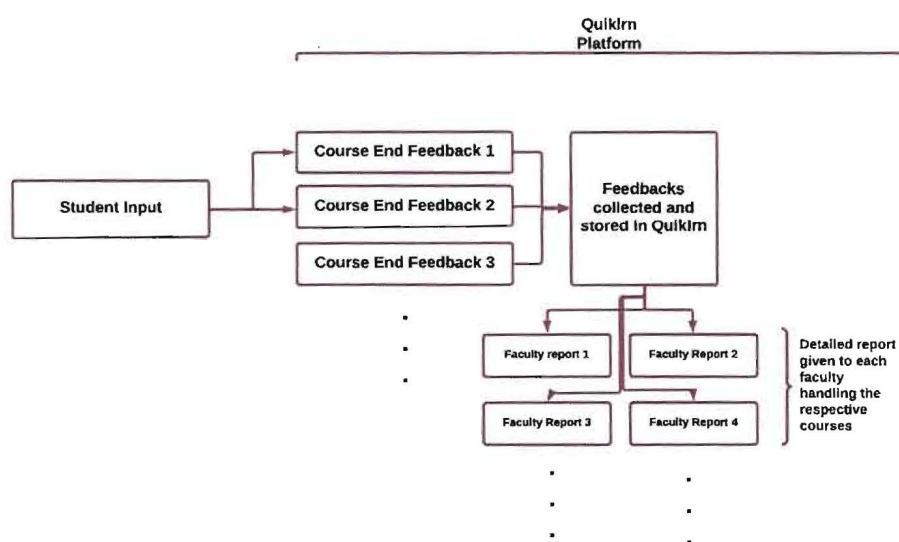 Quiklrn
Platform
Course End Feedback 1
Student Input
Course End Feedback 2
Course End Feedback 3
Feedbacks
collected and
stored in Quiklrn
Faculty report 1
Faculty Report 2
Faculty Report 3
Faculty Report 4
Detailed report
given to each
faculty
handling the
respective
courses